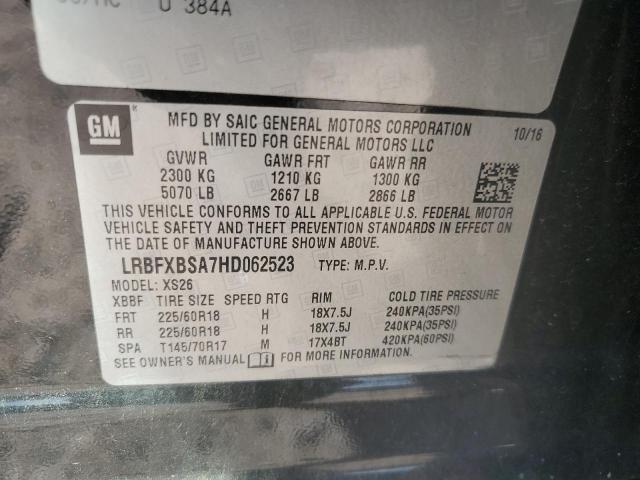 U 384A
GM
MFD BY SAIC GENERAL MOTORS CORPORATION
LIMITED FOR GENERAL MOTORS LLC
10/16
GVWR GAWR FRT GAWR RR
2300 KG 1210 KG 1300 KG
5070 LB 2667 LB 2866 LB
THIS VEHICLE CONFORMS TO ALL APPLICABLE U.S. FEDERAL MOTOR
VEHICLE SAFETY AND THEFT PREVENTION STANDARDS IN EFFECT ON
THE DATE OF MANUFACTURE SHOWN ABOVE.
LRBFXBSA7HD062523 TYPE: M.P.V.
MODEL: XS26
XBBF TIRE SIZE SPEED RTG RIM COLD TIRE PRESSURE
FRT 225/60R18 H 18X7.5J 240KPA(35PSI)
RR 225/60R18 H 18X7.5J 240KPA(35PSI)
SPA T145/70R17 M 17X4BT 420KPA(60PSI)
SEE OWNER'S MANUAL FOR MORE INFORMATION